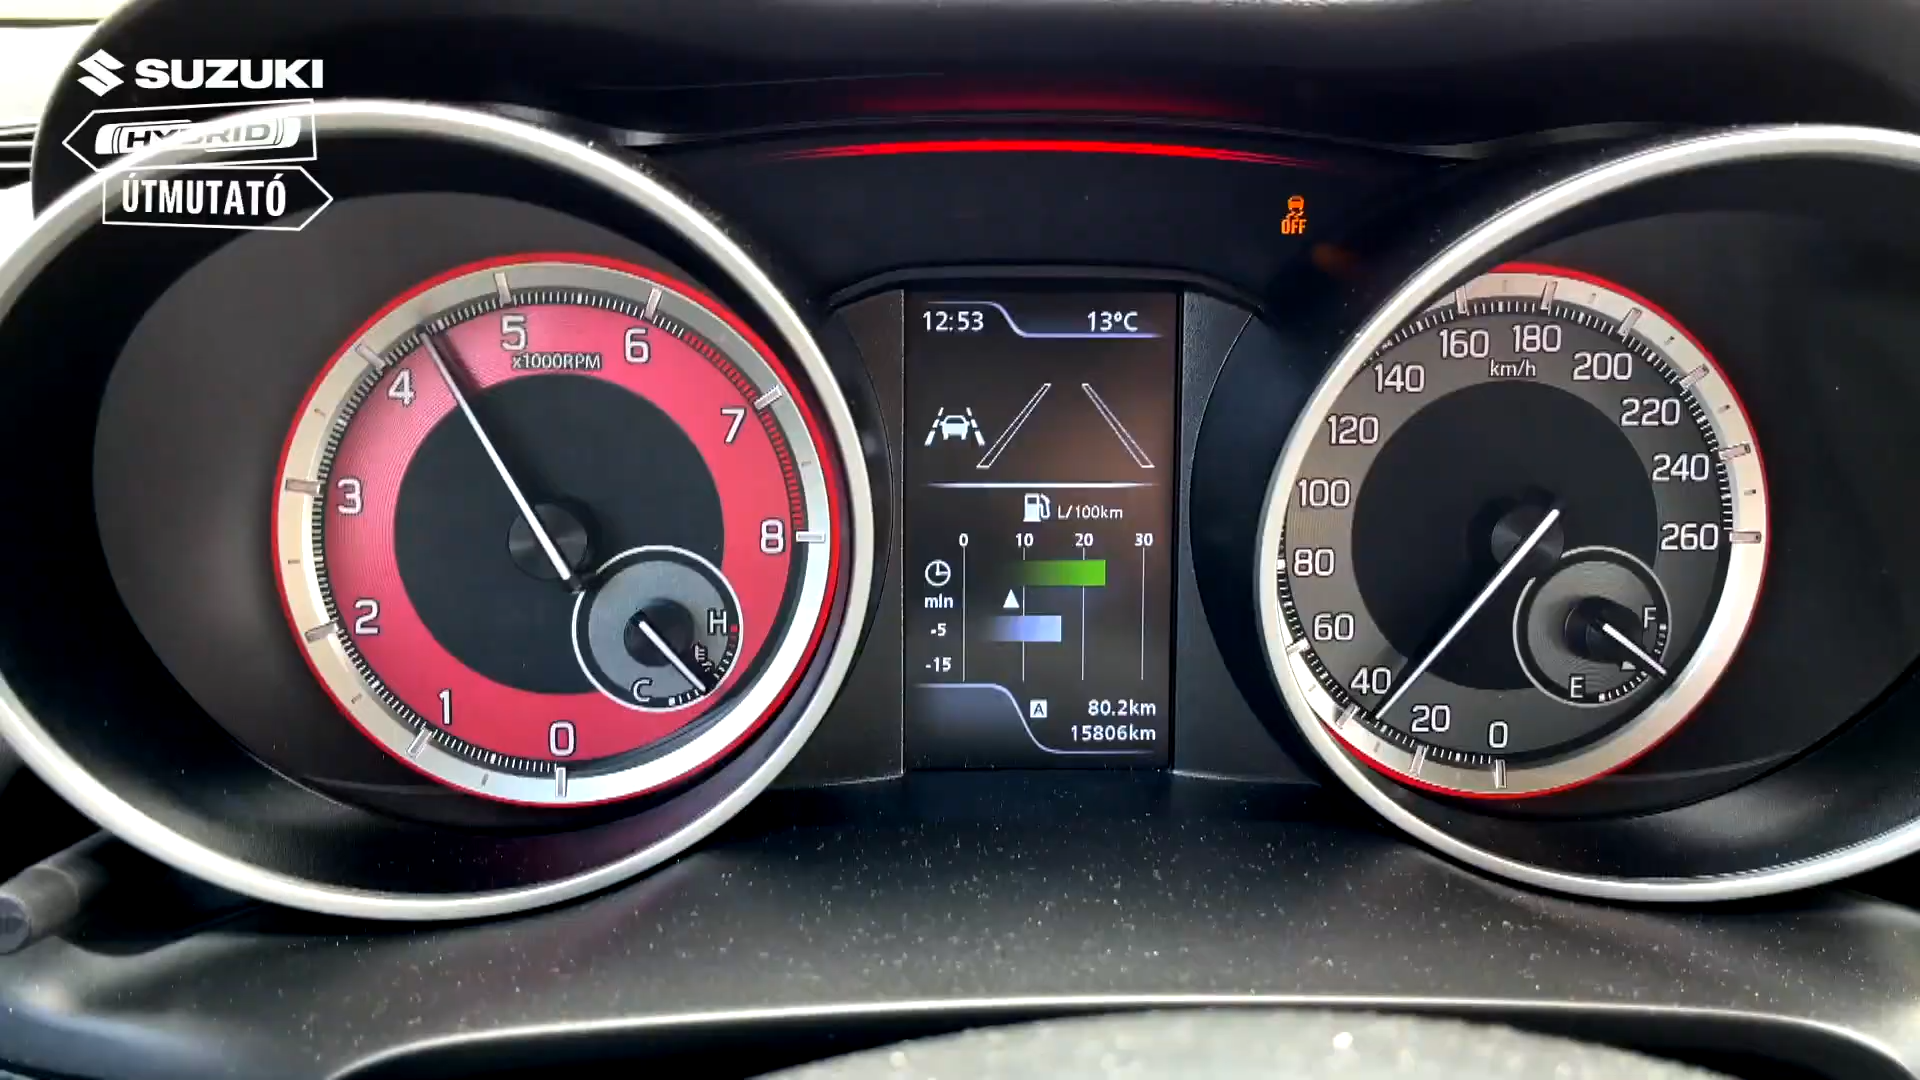 SUZUKI
HYBRID
ÚTMUTATÓ
OFF
0
1
2
3
4
5
6
7
8
x1000RPM
C
H
12:53
13°C
L/100km
0 10 20 30
min
-5
-15
A 80.2km
15806km
0
20
40
60
80
100
120
140
160
180
200
220
240
260
km/h
E
F